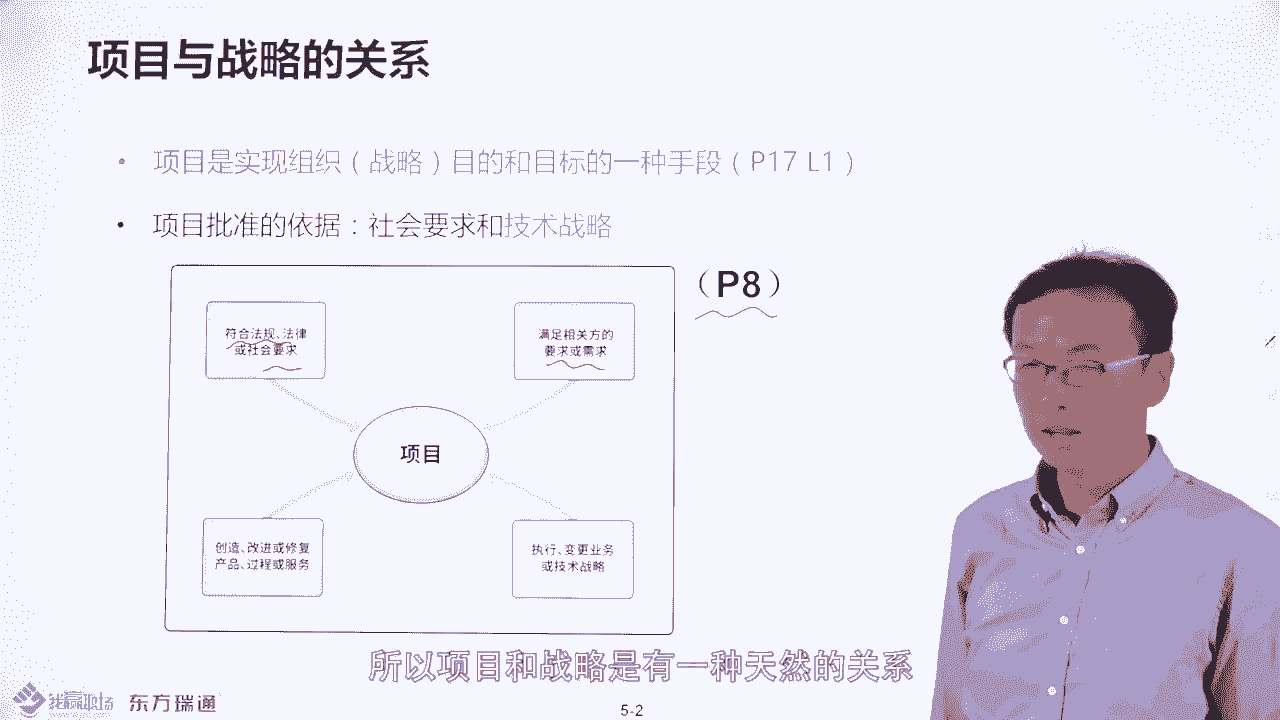 项目与战略的关系
• 项目是实现组织（战略）目的和目标的一种手段（P17 L1）
• 项目批准的依据：社会要求和技术战略
（P8）
符合法规、法律
或社会要求
满足相关方的
要求或需求
项目
创造、改进或修复
产品、过程或服务
执行、变更业务
或技术战略
所以项目和战略是有一种天然的关系
我赢职场 东方瑞通
5-2